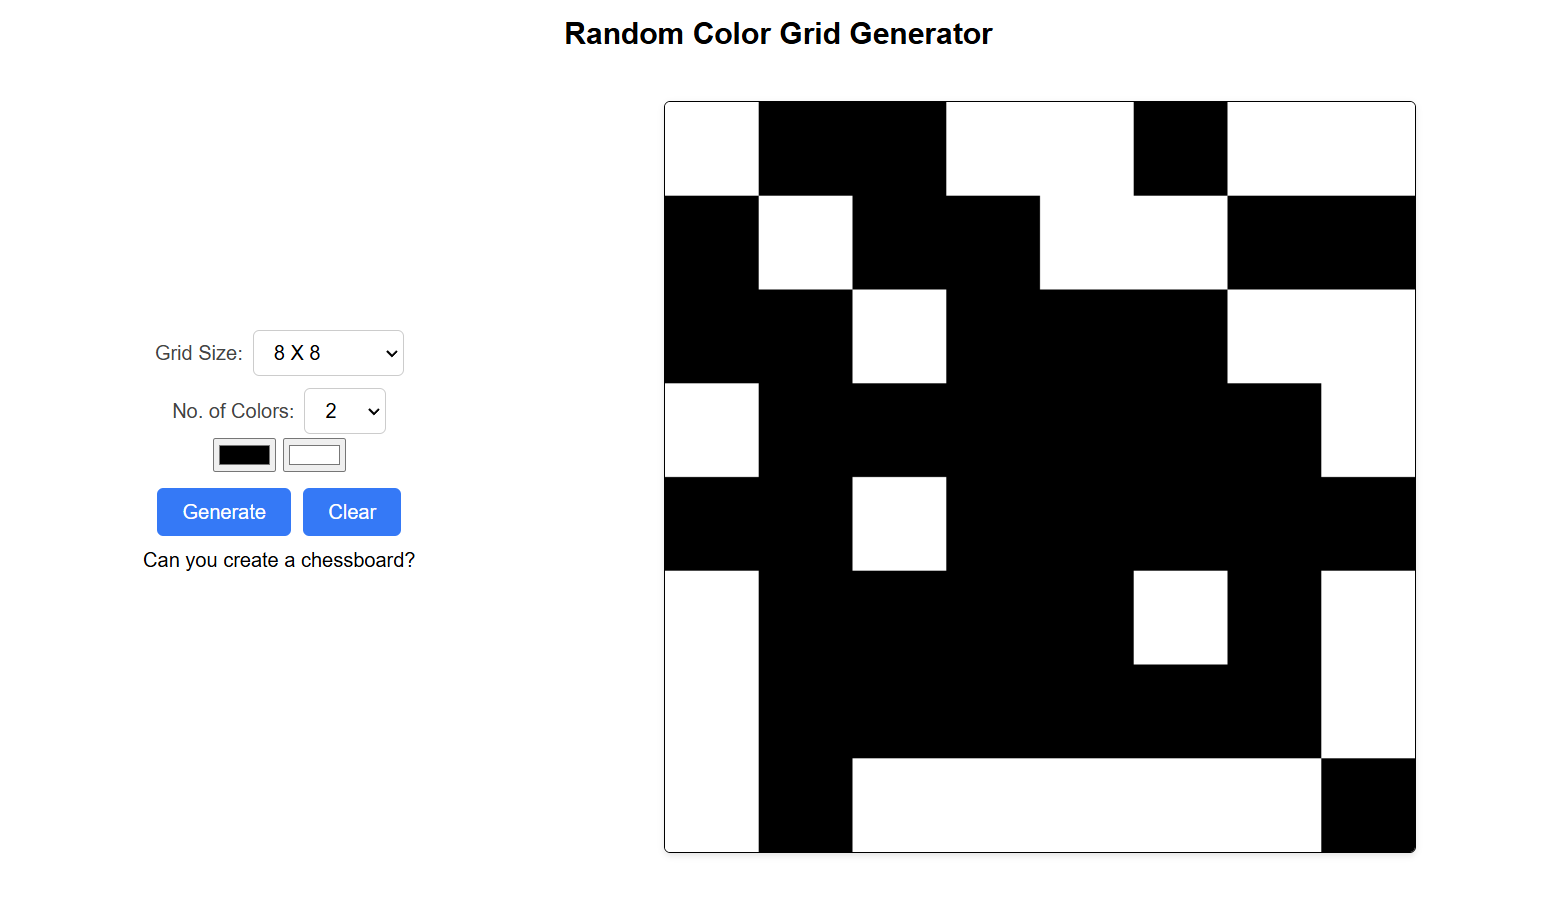 Random Color Grid Generator
Grid Size: 8 X 8
No. of Colors: 2
Generate Clear
Can you create a chessboard?